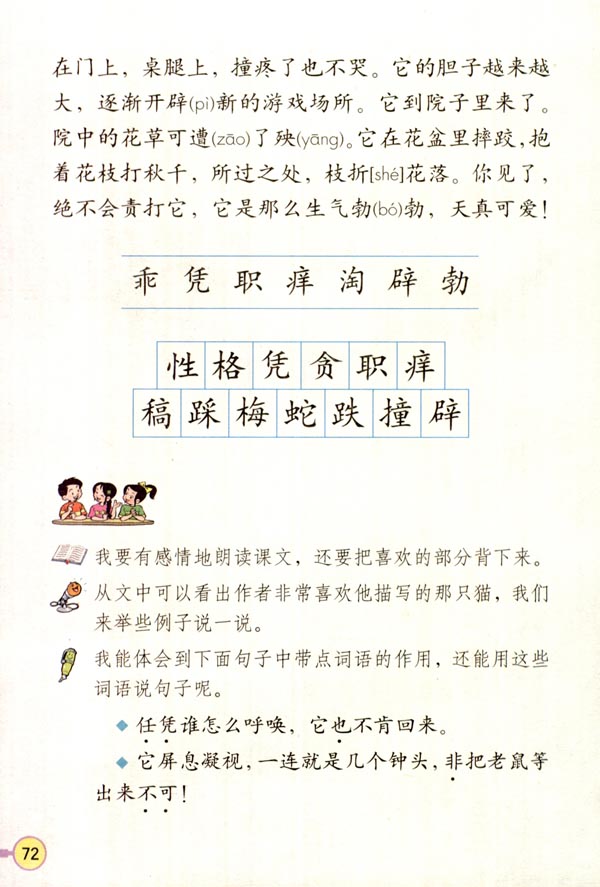 在门上，桌腿上，撞疼了也不哭。它的胆子越来越
大，逐渐开辟(pì)新的游戏场所。它到院子里来了。
院中的花草可遭(zāo)了殃(yāng)。它在花盆里摔跤，抱
着花枝打秋千，所过之处，枝折[shé]花落。你见了，
绝不会责打它，它是那么生气勃(bó)勃，天真可爱！
乖 凭 职 痒 淘 辟 勃
性格凭贪职痒
稿踩梅蛇跌撞辟
我要有感情地朗读课文，还要把喜欢的部分背下来。
从文中可以看出作者非常喜欢他描写的那只猫，我们
来举些例子说一说。
我能体会到下面句子中带点词语的作用，还能用这些
词语说句子呢。
◆ 任凭谁怎么呼唤，它也不肯回来。
◆ 它屏息凝视，一连就是几个钟头，非把老鼠等
出来不可！
72